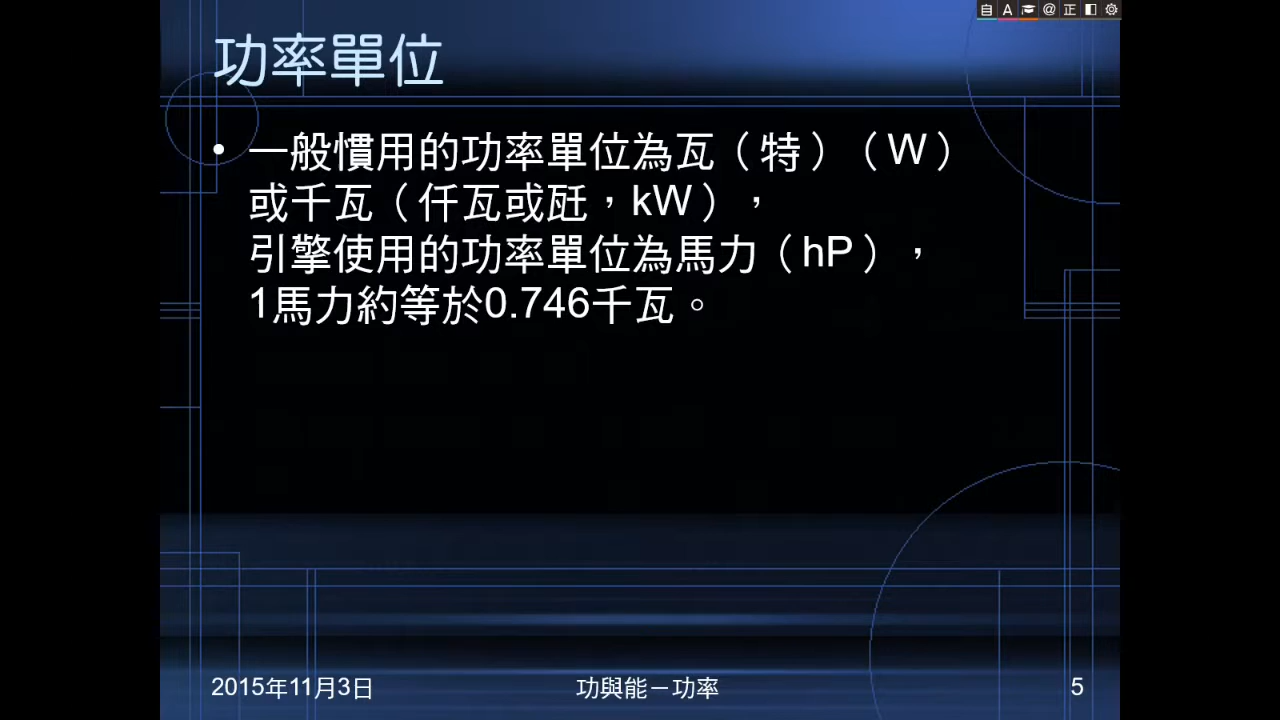 自 A @ 正
功率單位
• 一般慣用的功率單位為瓦（特）（W）
或千瓦（仟瓦或瓩，kW），
引擎使用的功率單位為馬力（hP），
1馬力約等於0.746千瓦。
2015年11月3日 功與能－功率 5